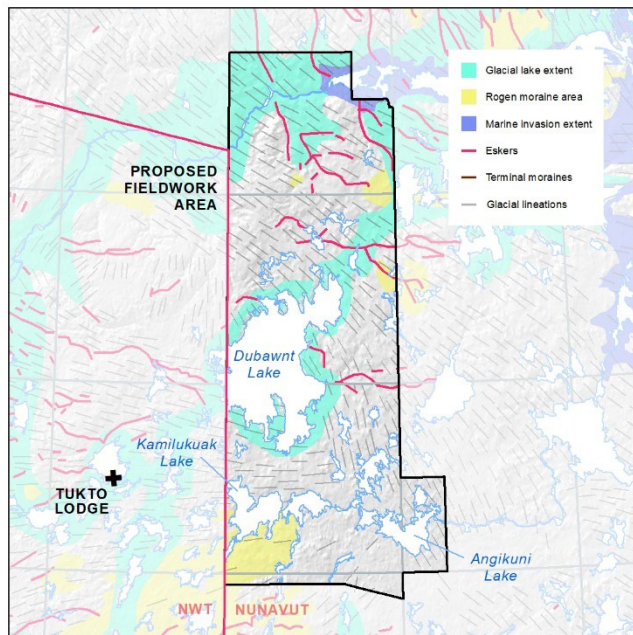 Glacial lake extent
Rogen moraine area
Marine invasion extent
Eskers
Terminal moraines
Glacial lineations
PROPOSED
FIELDWORK
AREA
Dubawnt
Lake
Kamilukuak
Lake
TUKTO
LODGE
Angikuni
Lake
NWT
NUNAVUT